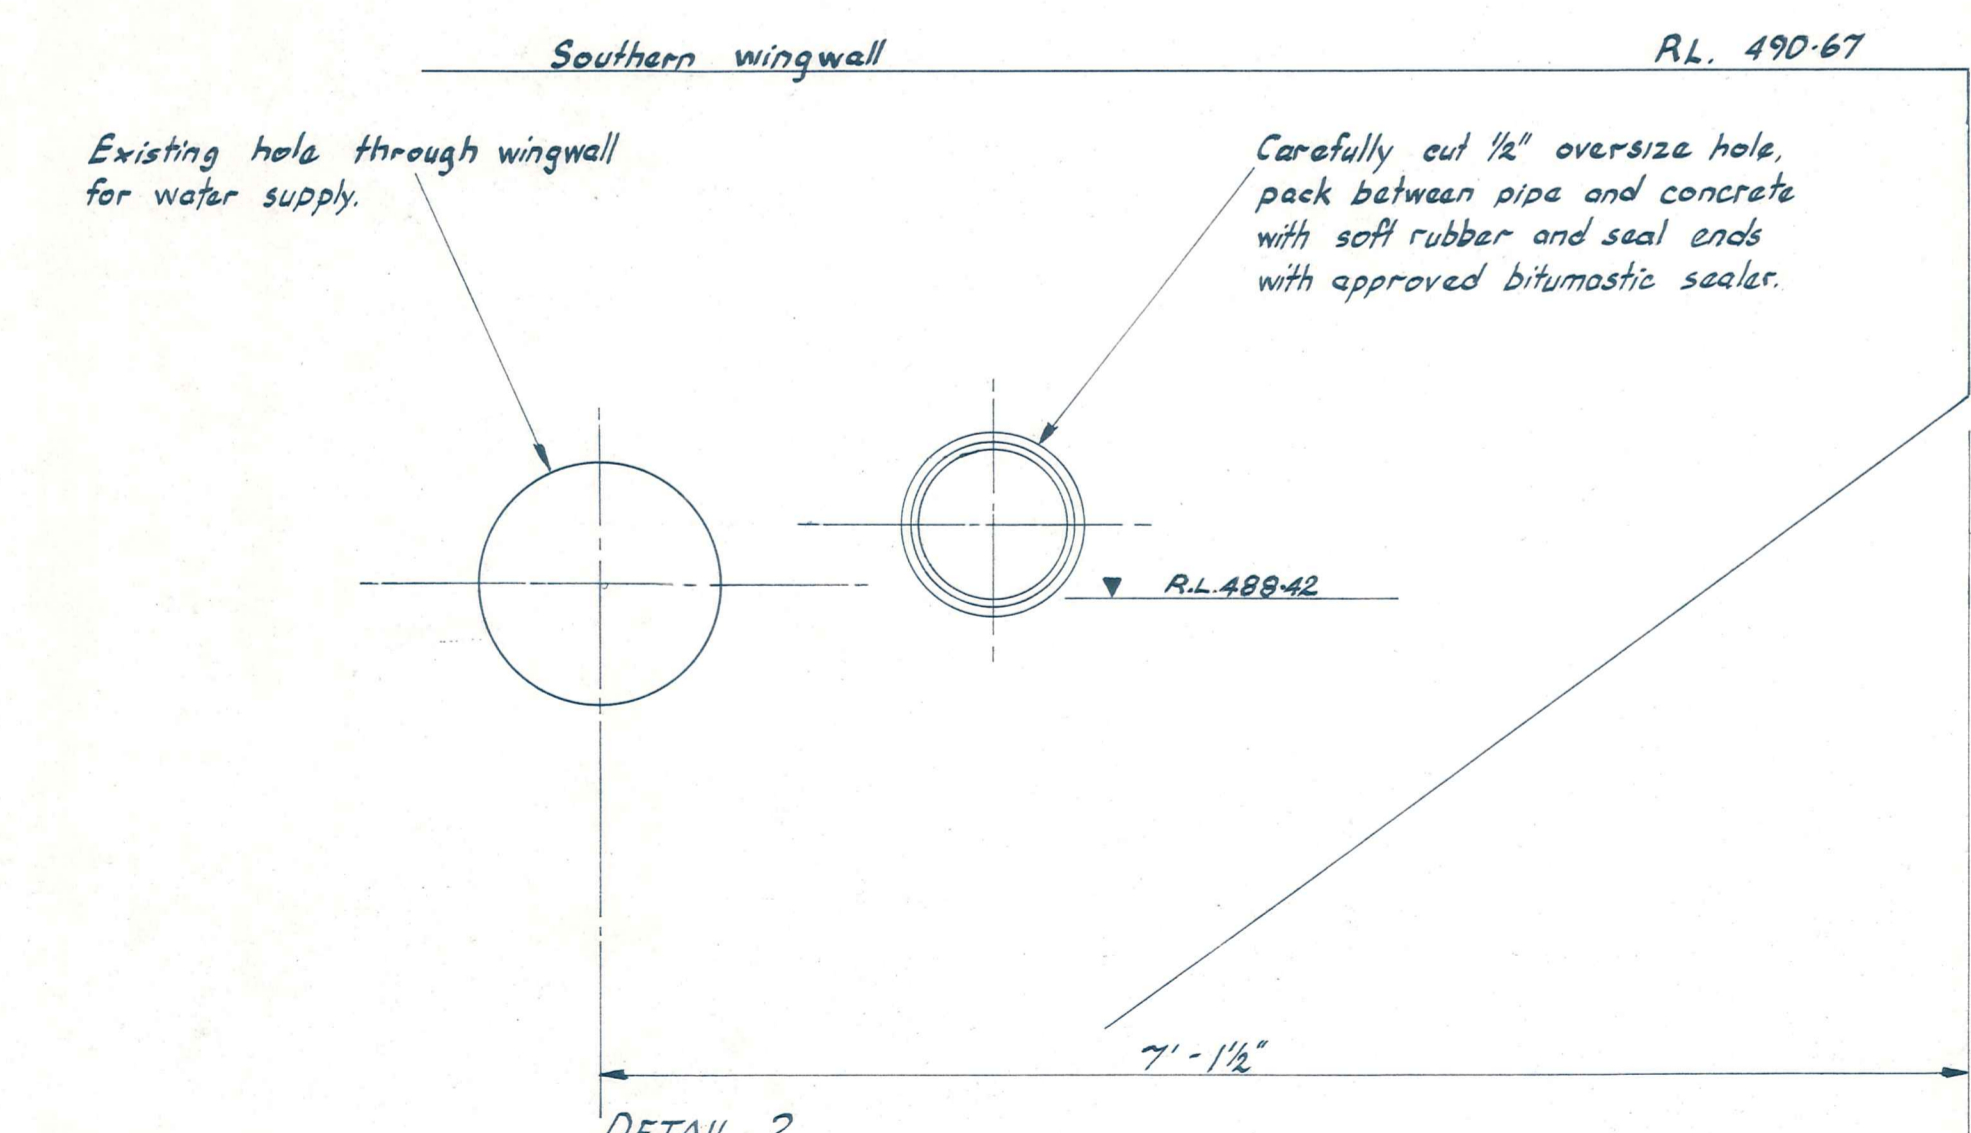 Southern wingwall
RL. 490·67
Existing hole through wingwall
for water supply.
Carefully cut 1/2" oversize hole,
pack between pipe and concrete
with soft rubber and seal ends
with approved bitumastic sealer.
R.L. 488·42
7' - 1 1/2"
DETAIL 2